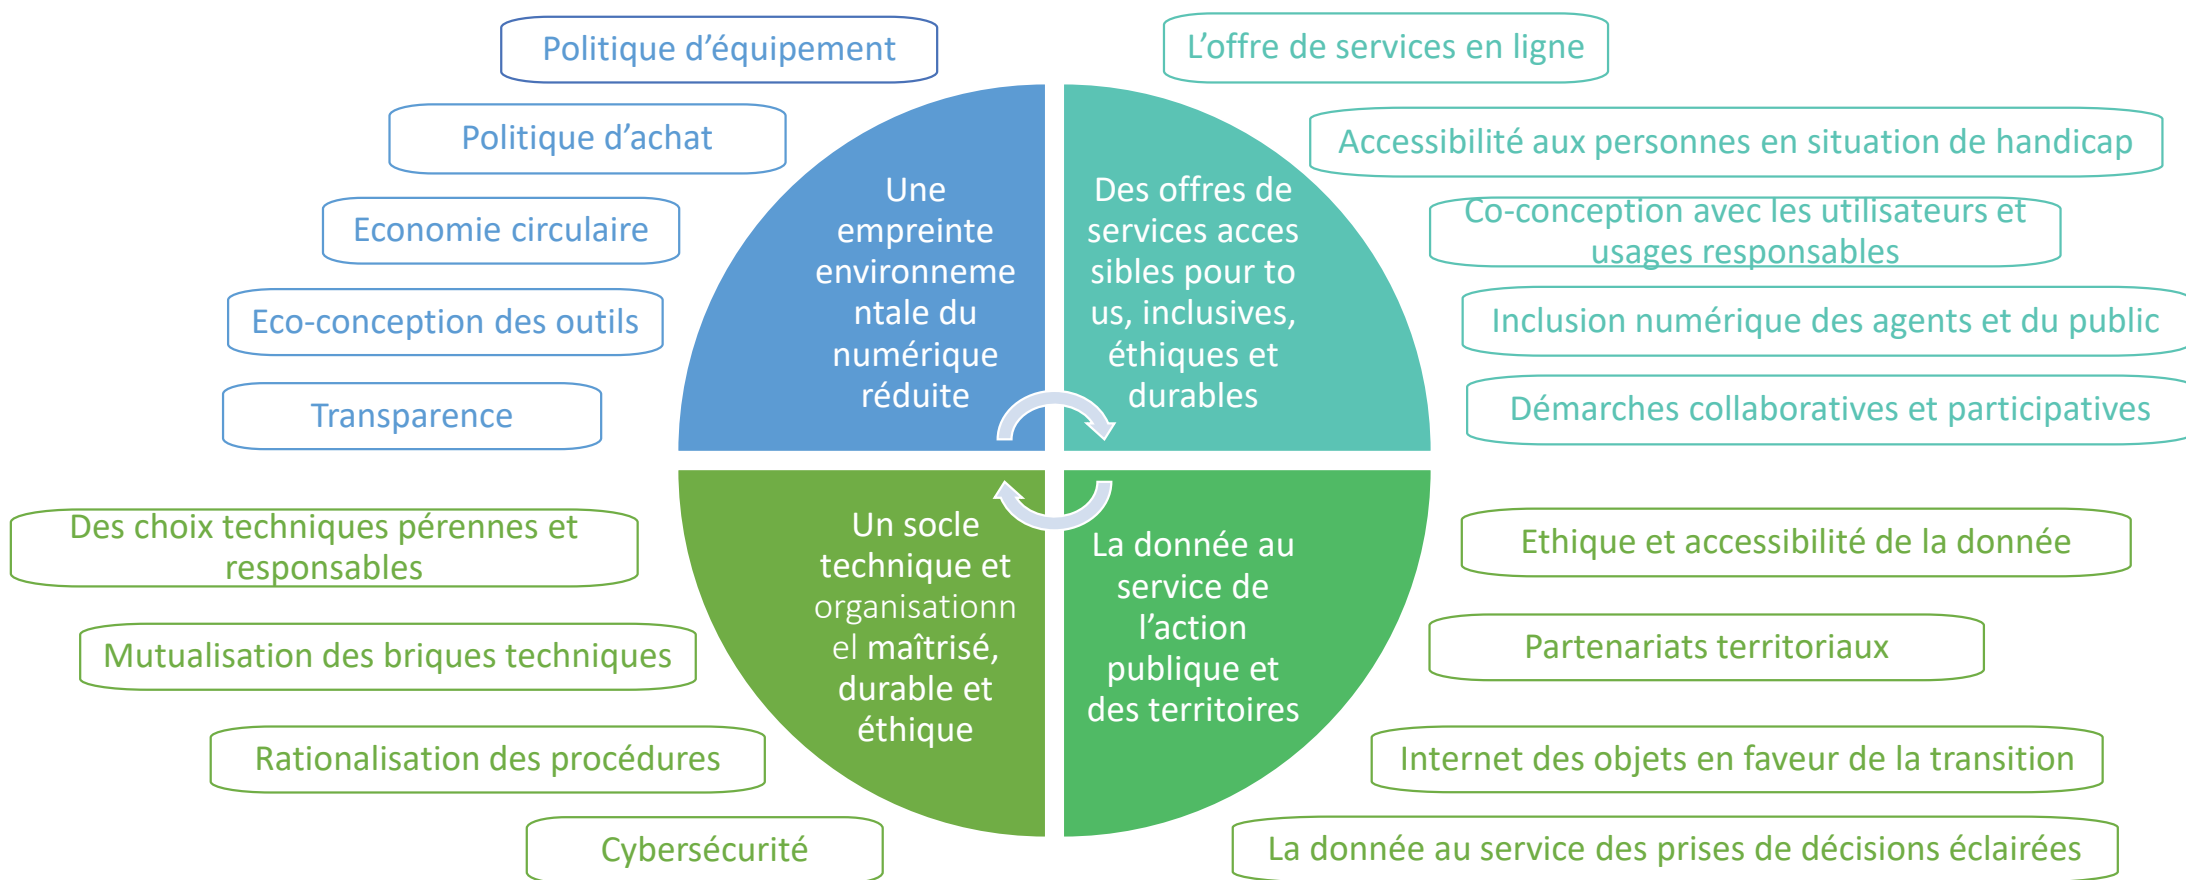 Politique d'équipement
Politique d'achat
Economie circulaire
Eco-conception des outils
Transparence
Une
empreinte
environneme
ntale du
numérique
réduite
L'offre de services en ligne
Accessibilité aux personnes en situation de handicap
Co-conception avec les utilisateurs et
usages responsables
Inclusion numérique des agents et du public
Démarches collaboratives et participatives
Des offres de
services acces
sibles pour to
us, inclusives,
éthiques et
durables
Des choix techniques pérennes et
responsables
Mutualisation des briques techniques
Rationalisation des procédures
Cybersécurité
Un socle
technique et
organisationn
el maîtrisé,
durable et
éthique
La donnée au
service de
l'action
publique et
des territoires
Ethique et accessibilité de la donnée
Partenariats territoriaux
Internet des objets en faveur de la transition
La donnée au service des prises de décisions éclairées